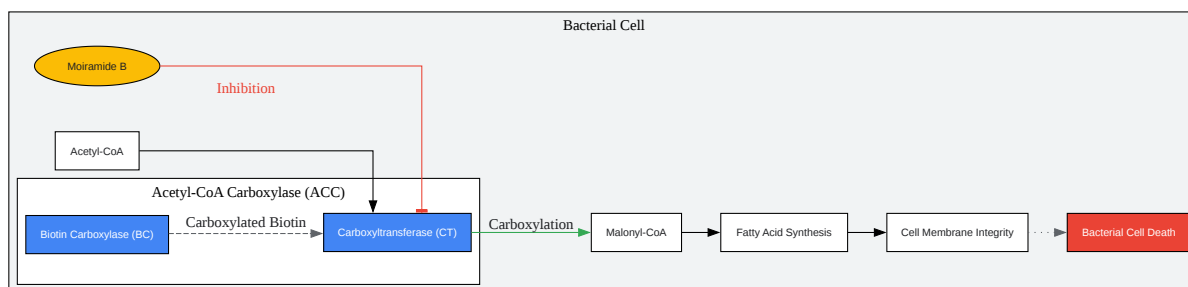 Bacterial Cell
Moiramide B
Inhibition
Acetyl-CoA
Acetyl-CoA Carboxylase (ACC)
Biotin Carboxylase (BC)
Carboxylated Biotin
Carboxyltransferase (CT)
Carboxylation
Malonyl-CoA
Fatty Acid Synthesis
Cell Membrane Integrity
Bacterial Cell Death